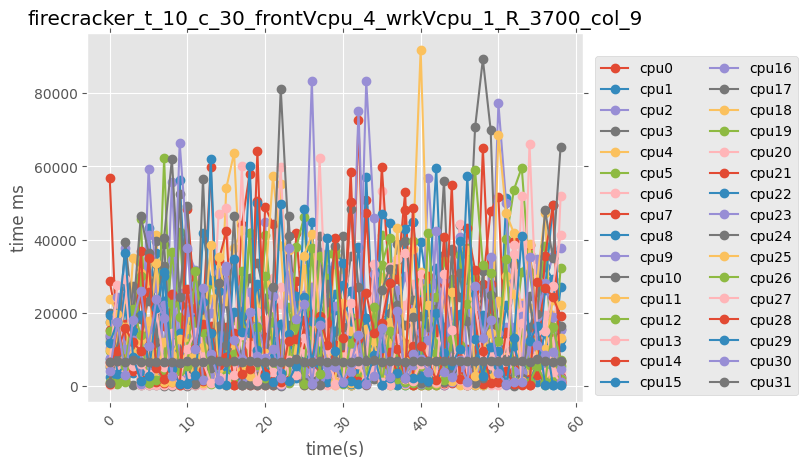 firecracker_t_10_c_30_frontVcpu_4_wrkVcpu_1_R_3700_col_9
80000
60000
40000
20000
0
time ms
0
10
20
30
40
50
60
time(s)
cpu0
cpu1
cpu2
cpu3
cpu4
cpu5
cpu6
cpu7
cpu8
cpu9
cpu10
cpu11
cpu12
cpu13
cpu14
cpu15
cpu16
cpu17
cpu18
cpu19
cpu20
cpu21
cpu22
cpu23
cpu24
cpu25
cpu26
cpu27
cpu28
cpu29
cpu30
cpu31